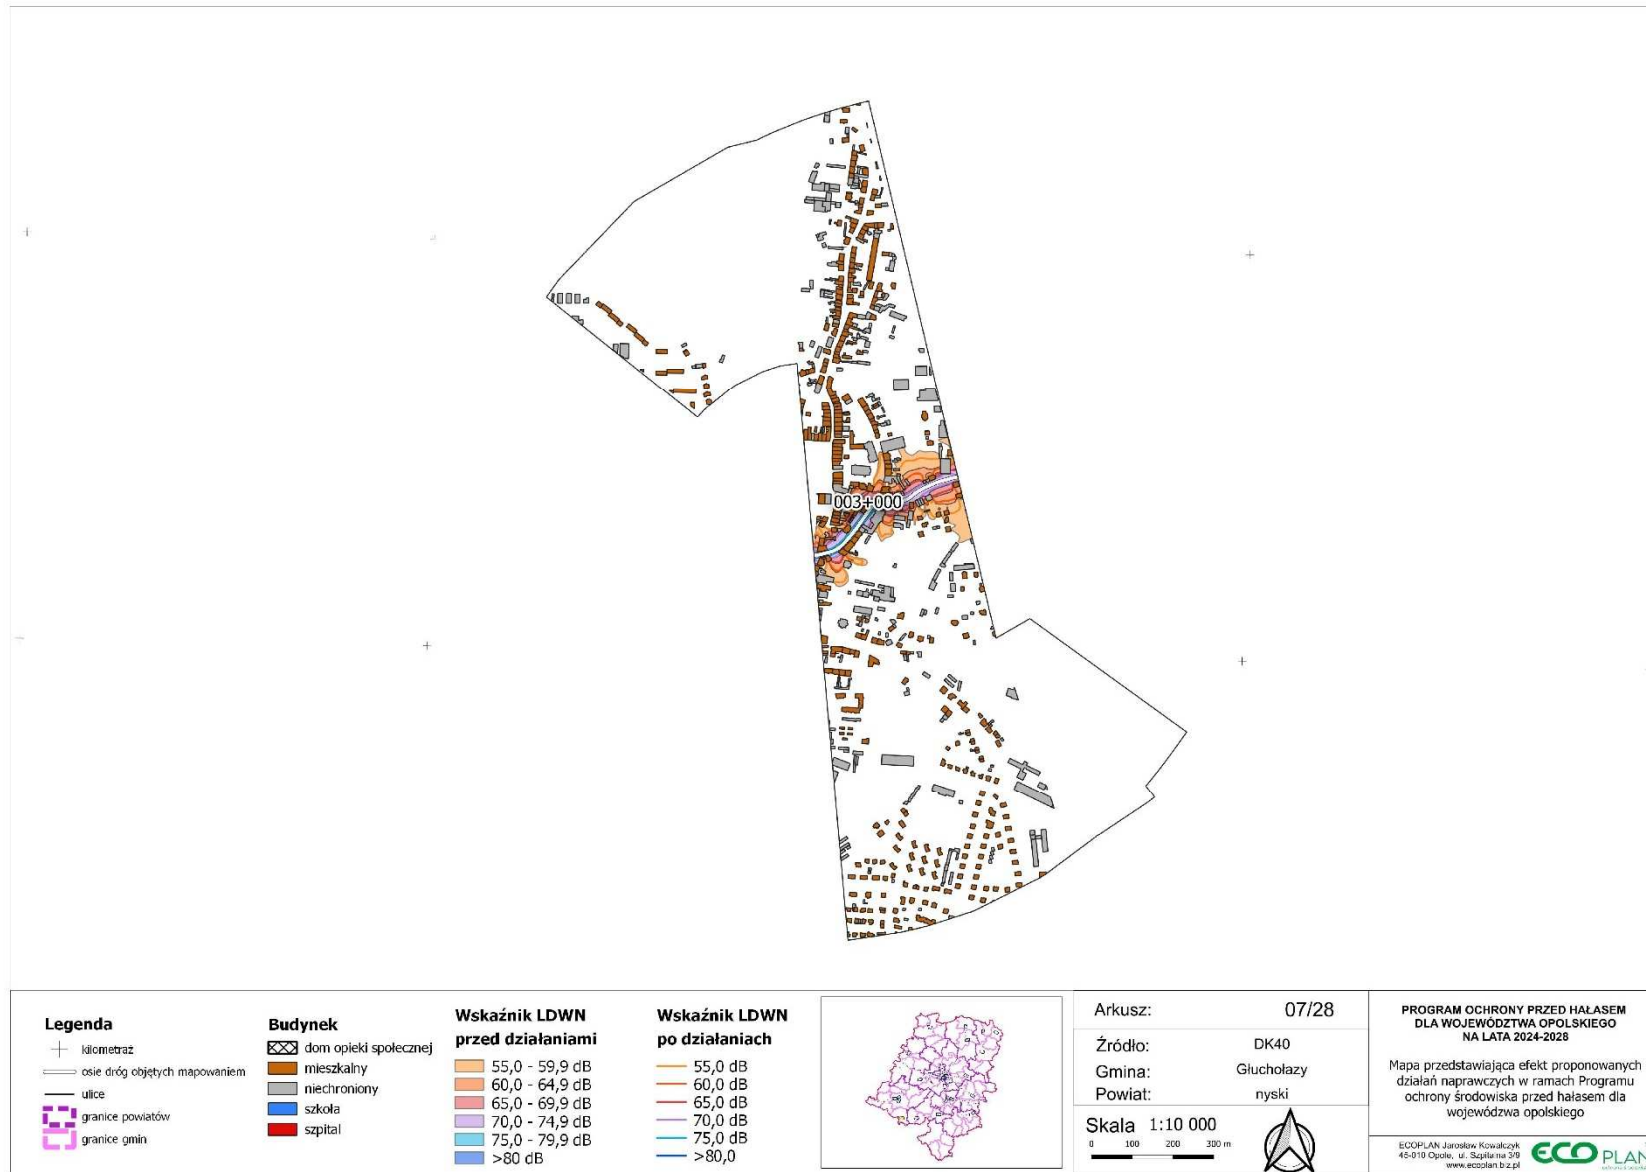 003+000
Legenda
kilometraż
osie dróg objętych mapowaniem
ulice
granice powiatów
granice gmin
Budynek
dom opieki społecznej
mieszkalny
niechroniony
szkoła
szpital
Wskaźnik LDWN
przed działaniami
55,0 - 59,9 dB
60,0 - 64,9 dB
65,0 - 69,9 dB
70,0 - 74,9 dB
75,0 - 79,9 dB
>80 dB
Wskaźnik LDWN
po działaniach
55,0 dB
60,0 dB
65,0 dB
70,0 dB
75,0 dB
>80,0
Arkusz: 07/28
Źródło: DK40
Gmina: Głuchołazy
Powiat: nyski
Skala 1:10 000
0 100 200 300 m
PROGRAM OCHRONY PRZED HAŁASEM
DLA WOJEWÓDZTWA OPOLSKIEGO
NA LATA 2024-2028
Mapa przedstawiająca efekt proponowanych
działań naprawczych w ramach Programu
ochrony środowiska przed hałasem dla
wojewódzwa opolskiego
ECOPLAN Jarosław Kowalczyk
45-010 Opole, ul. Szpitalna 3/9
www.ecoplan.biz.pl
ECO PLAN